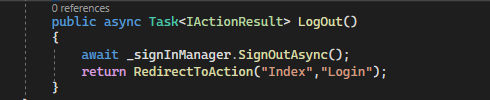 0 references
public async Task<IActionResult> LogOut()
{
await _signInManager.SignOutAsync();
return RedirectToAction("Index","Login");
}